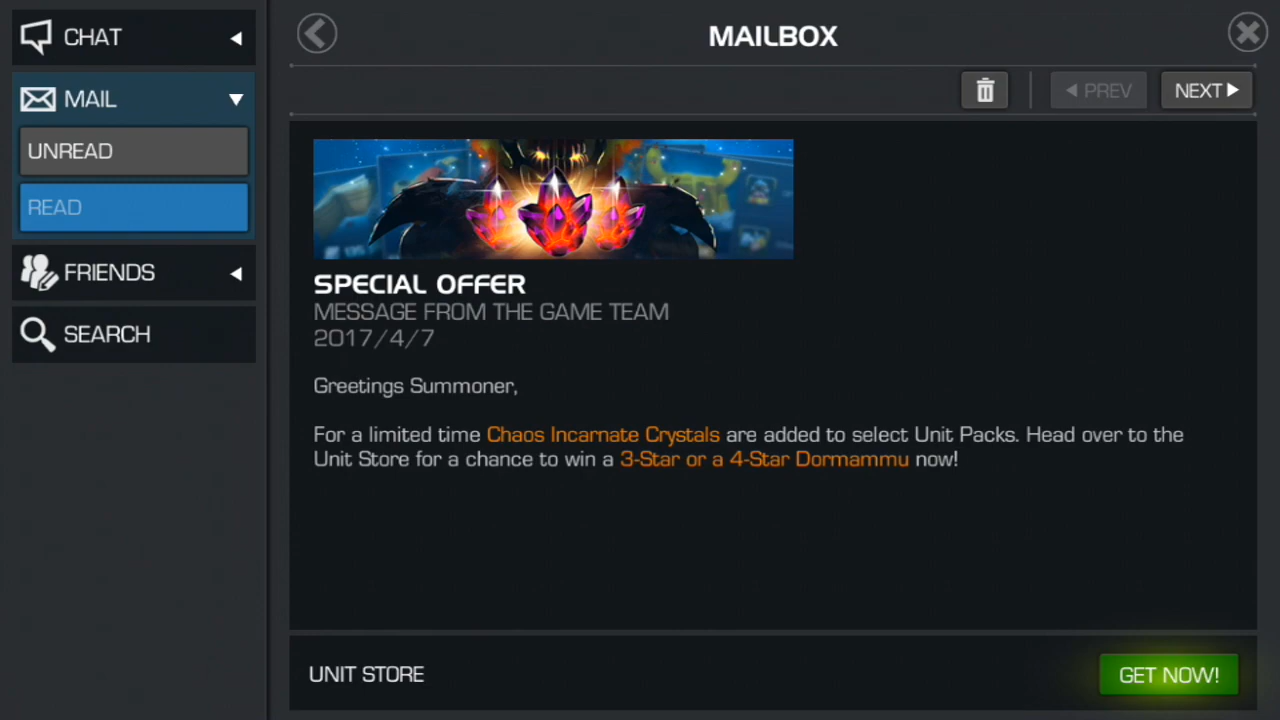 CHAT
MAIL
UNREAD
READ
FRIENDS
SEARCH
MAILBOX
PREV
NEXT
SPECIAL OFFER
MESSAGE FROM THE GAME TEAM
2017/4/7
Greetings Summoner,
For a limited time Chaos Incarnate Crystals are added to select Unit Packs. Head over to the
Unit Store for a chance to win a 3-Star or a 4-Star Dormammu now!
UNIT STORE
GET NOW!